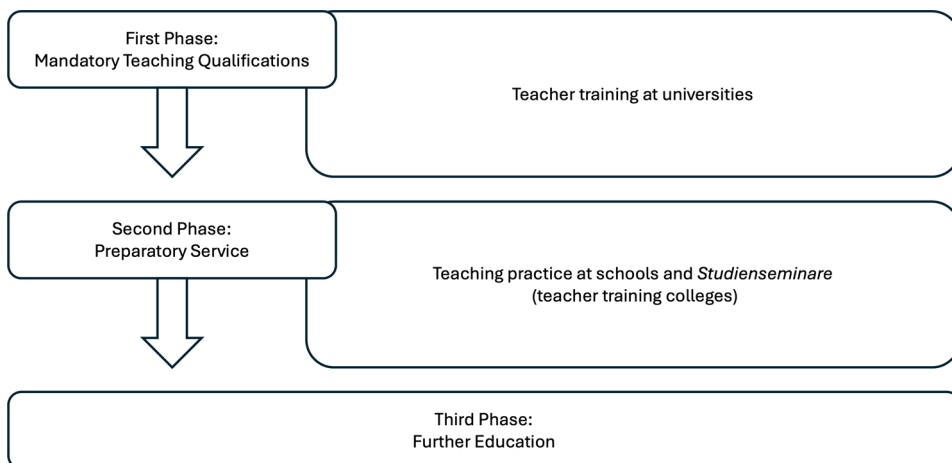 First Phase:
Mandatory Teaching Qualifications
Teacher training at universities
Second Phase:
Preparatory Service
Teaching practice at schools and Studienseminare
(teacher training colleges)
Third Phase:
Further Education